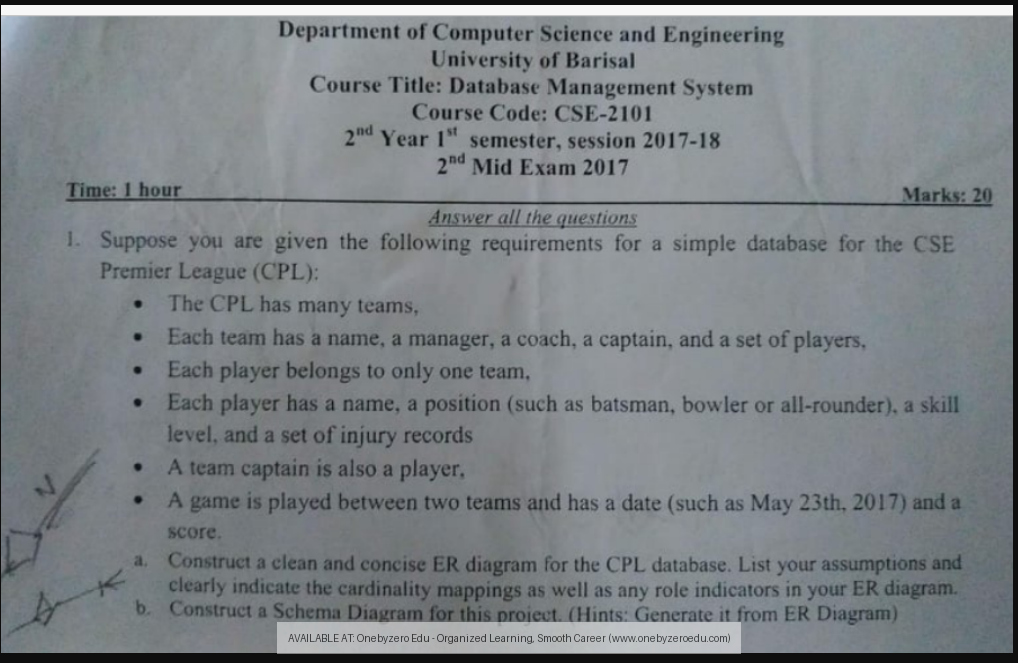 Department of Computer Science and Engineering
University of Barisal
Course Title: Database Management System
Course Code: CSE-2101
2nd Year 1st semester, session 2017-18
2nd Mid Exam 2017
Time: 1 hour Marks: 20
Answer all the questions
1. Suppose you are given the following requirements for a simple database for the CSE
Premier League (CPL):
• The CPL has many teams,
• Each team has a name, a manager, a coach, a captain, and a set of players,
• Each player belongs to only one team,
• Each player has a name, a position (such as batsman, bowler or all-rounder), a skill
level, and a set of injury records
• A team captain is also a player,
• A game is played between two teams and has a date (such as May 23th, 2017) and a
score.
a. Construct a clean and concise ER diagram for the CPL database. List your assumptions and
clearly indicate the cardinality mappings as well as any role indicators in your ER diagram.
b. Construct a Schema Diagram for this project. (Hints: Generate it from ER Diagram)
AVAILABLE AT: Onebyzero Edu - Organized Learning, Smooth Career (www.onebyzeroedu.com)